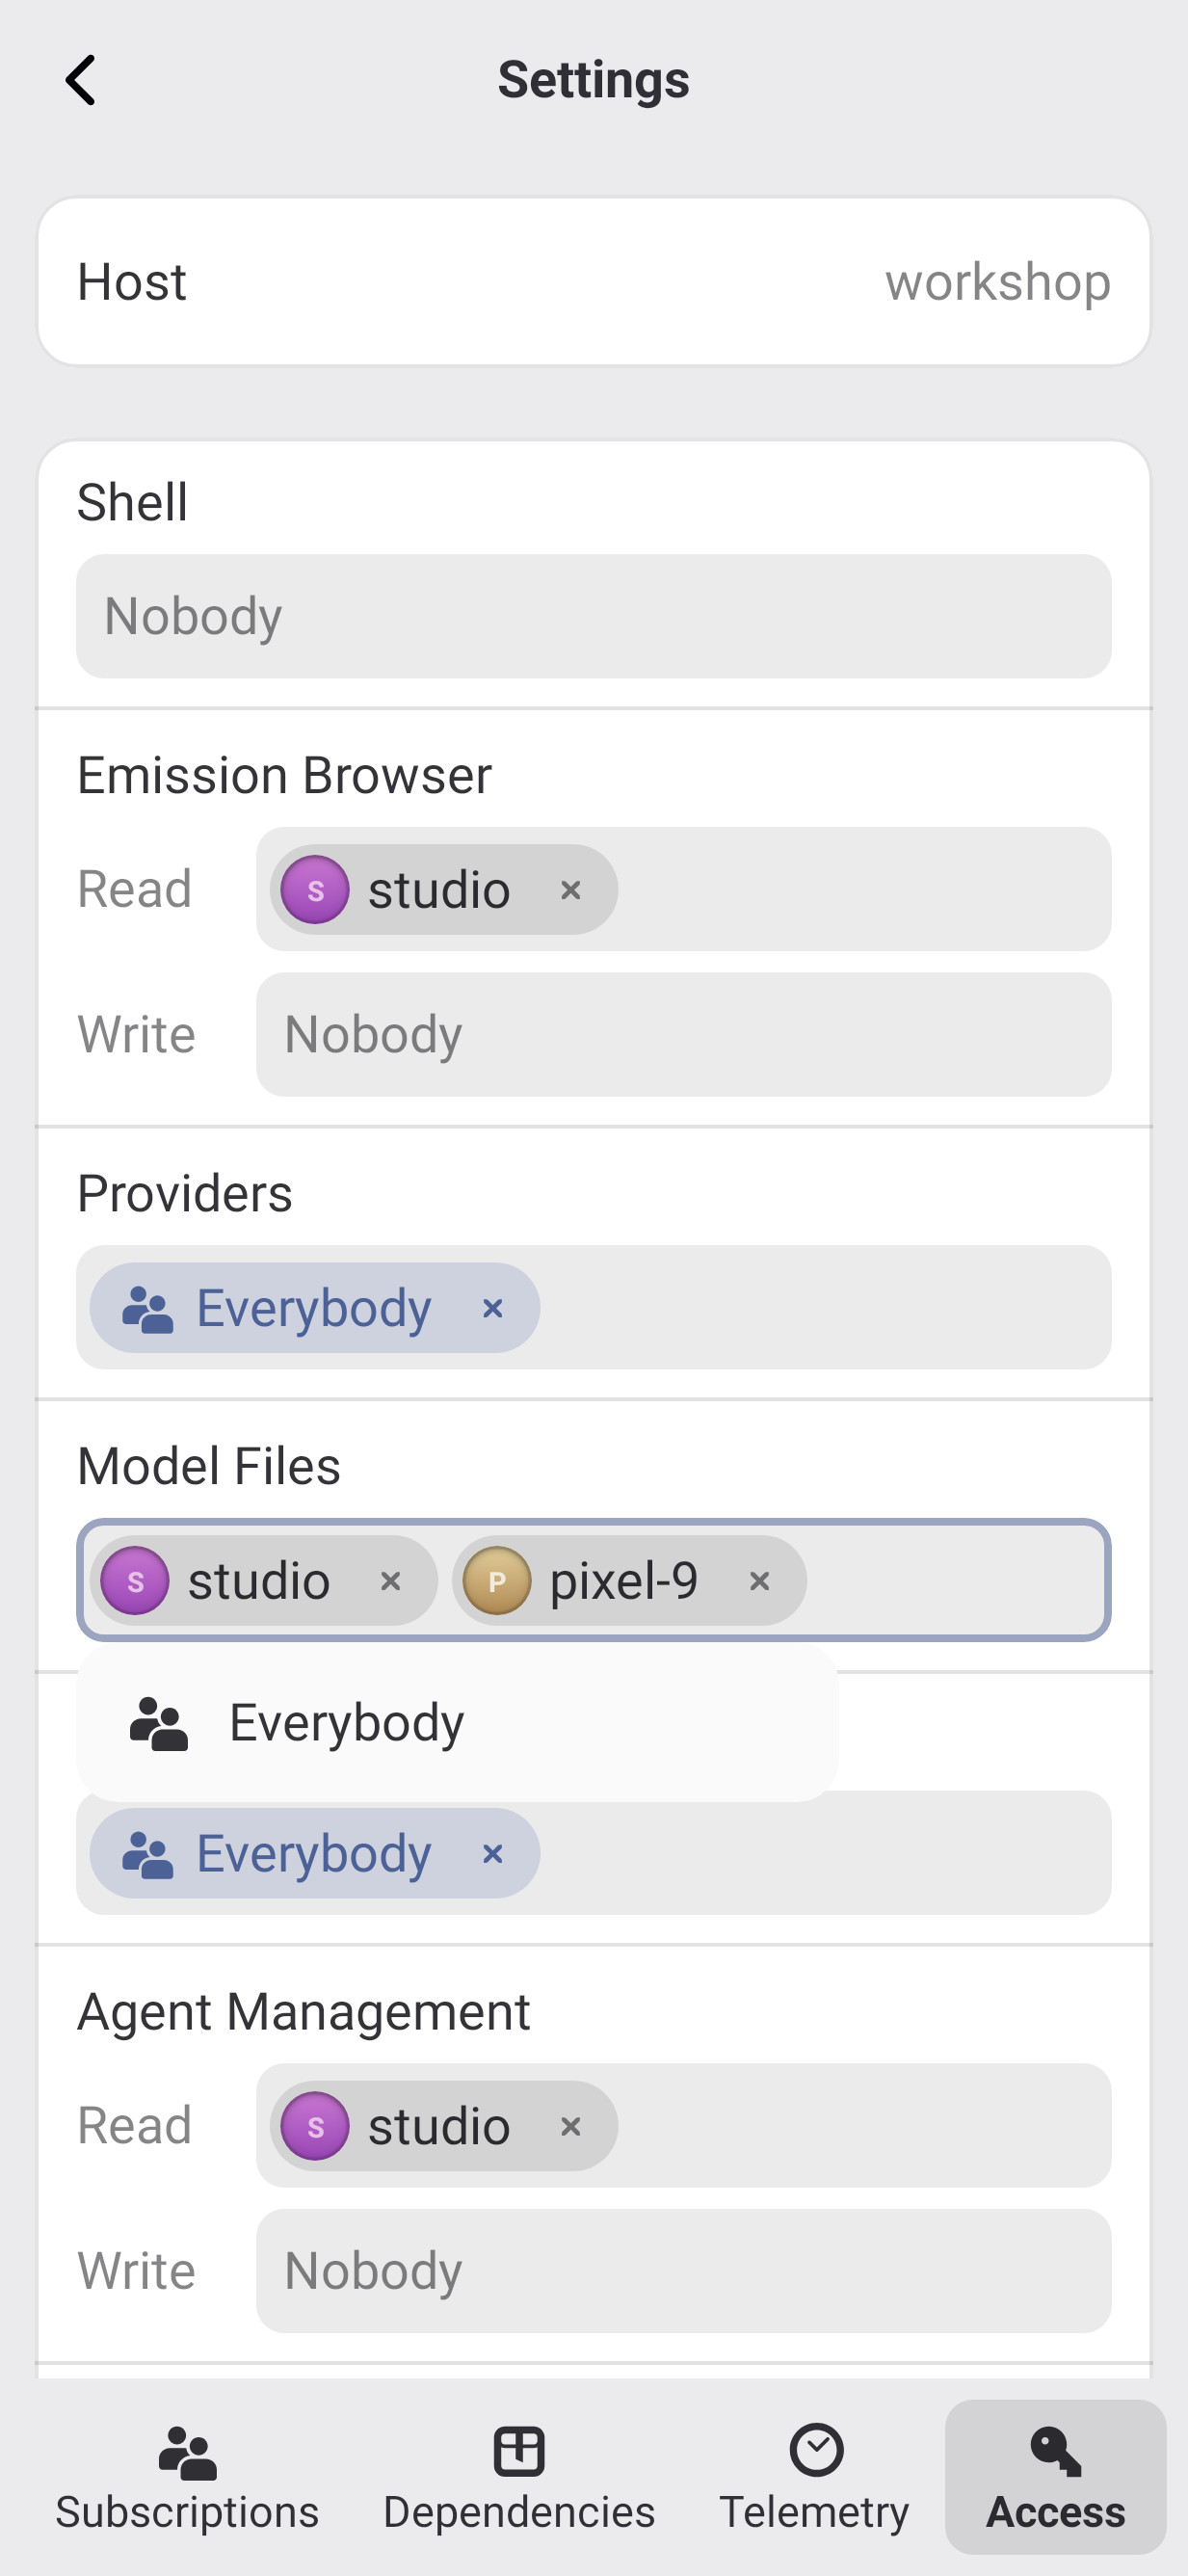 Settings
Host workshop
Shell
Nobody
Emission Browser
Read S studio ×
Write Nobody
Providers
Everybody ×
Model Files
S studio × P pixel-9 ×
Everybody
Everybody ×
Agent Management
Read S studio ×
Write Nobody
Subscriptions Dependencies Telemetry Access